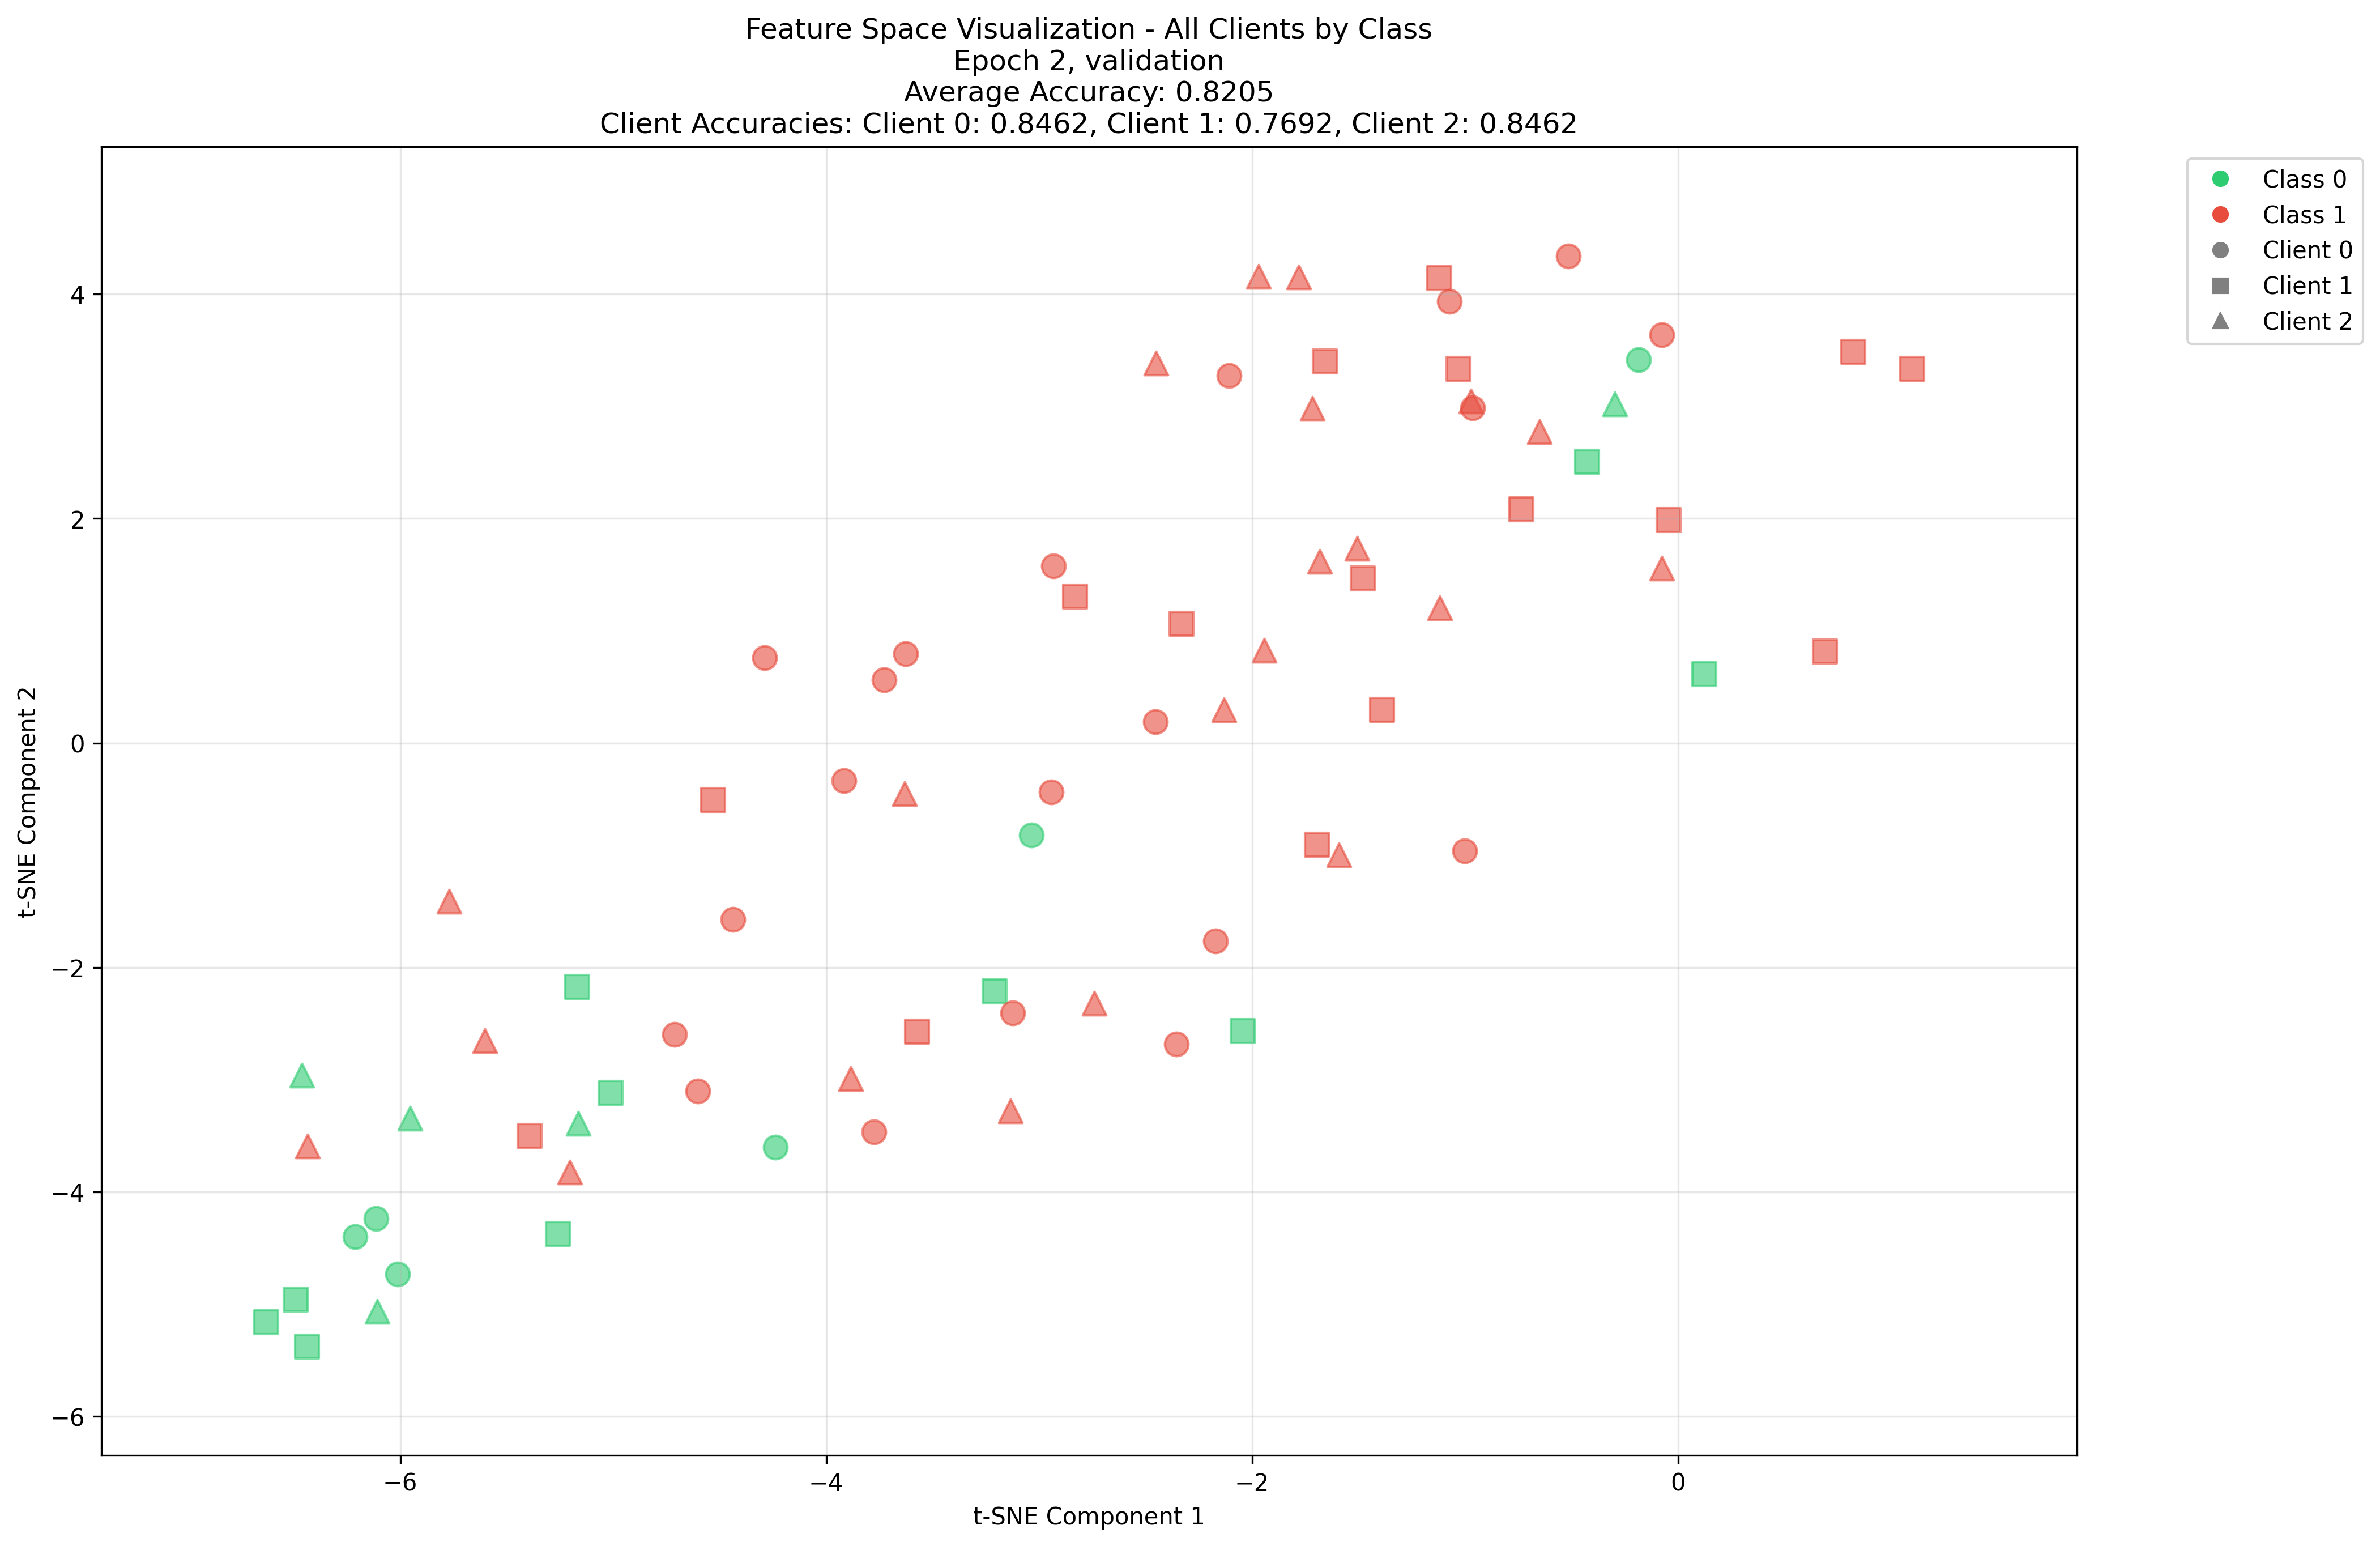 Feature Space Visualization - All Clients by Class
Epoch 2, validation
Average Accuracy: 0.8205
Client Accuracies: Client 0: 0.8462, Client 1: 0.7692, Client 2: 0.8462
Class 0
Class 1
Client 0
Client 1
Client 2
t-SNE Component 2
4
2
0
−2
−4
−6
−6
−4
−2
0
t-SNE Component 1